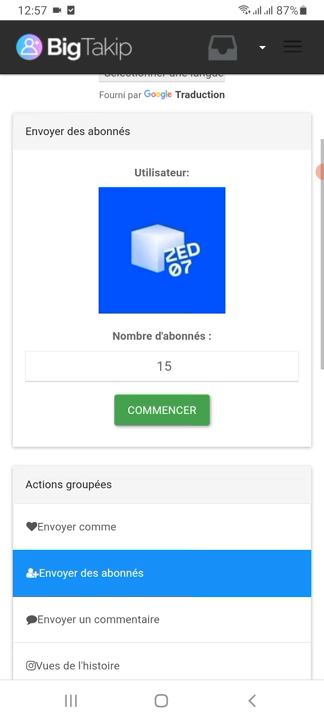 12:57 87%
BigTakip
Sélectionner une langue
Fourni par Google Traduction
Envoyer des abonnés
Utilisateur:
ZED
07
Nombre d'abonnés :
15
COMMENCER
Actions groupées
Envoyer comme
Envoyer des abonnés
Envoyer un commentaire
Vues de l'histoire